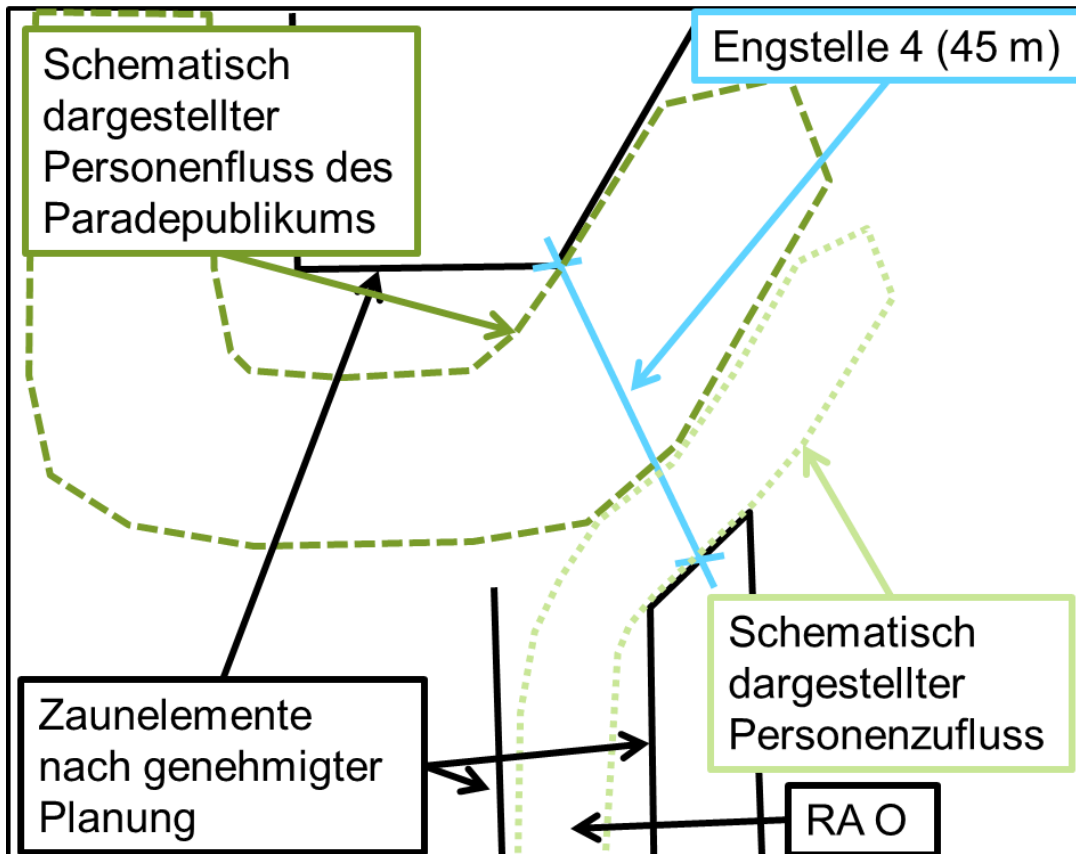 Schematisch
dargestellter
Personenfluss des
Paradepublikums
Engstelle 4 (45 m)
Schematisch
dargestellter
Personenzufluss
Zaunelemente
nach genehmigter
Planung
RA O